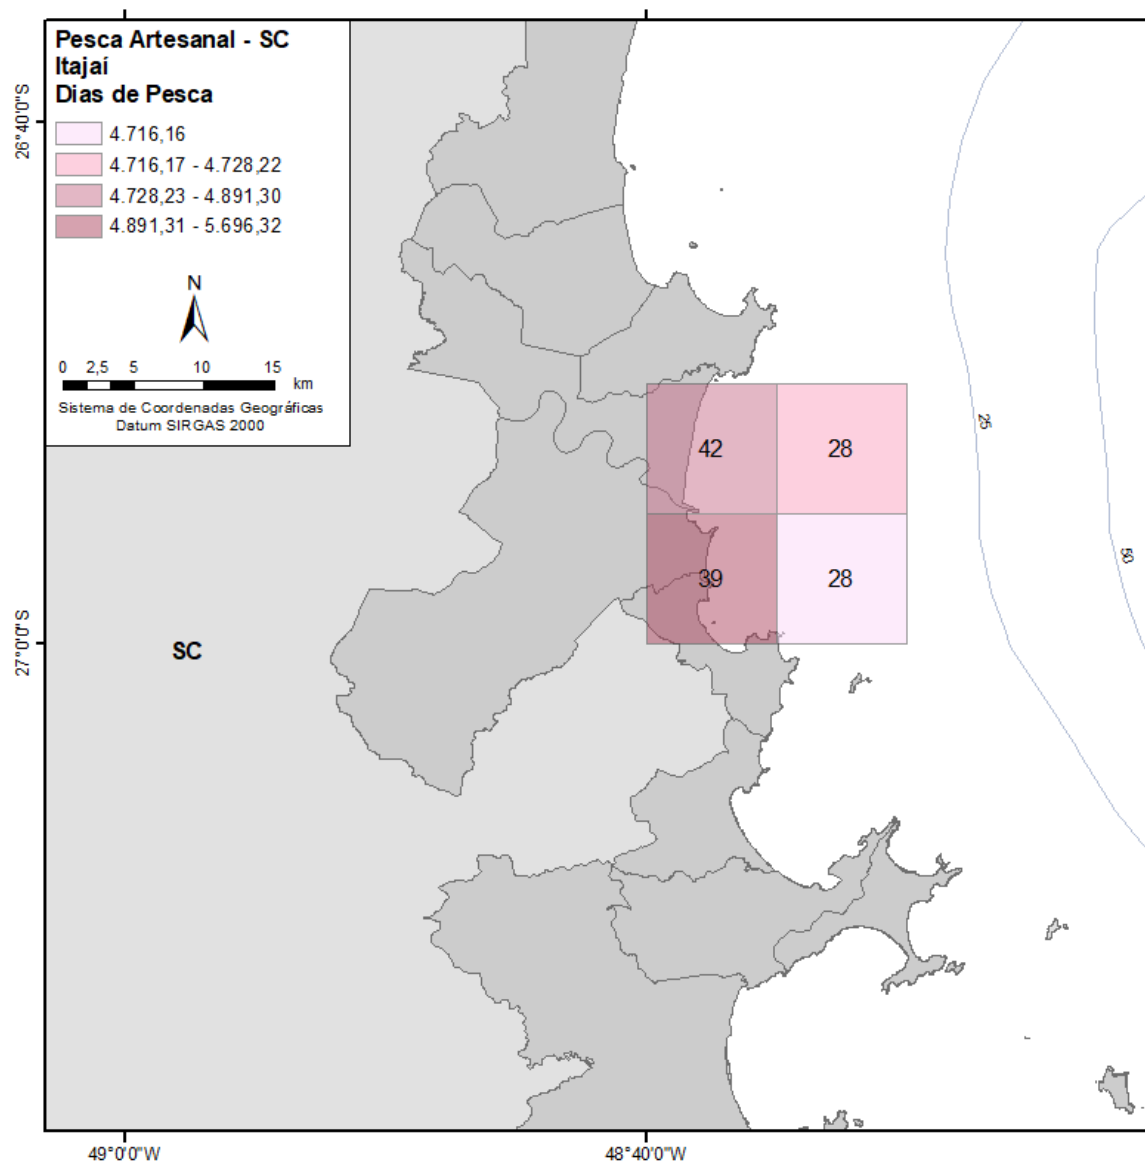 Pesca Artesanal - SC
Itajaí
Dias de Pesca
4.716,16
4.716,17 - 4.728,22
4.728,23 - 4.891,30
4.891,31 - 5.696,32
N
0 2,5 5 10 15
km
Sistema de Coordenadas Geográficas
Datum SIRGAS 2000
26°40'0"S
27°0'0"S
42 28
39 28
25
50
SC
49°0'0"W 48°40'0"W